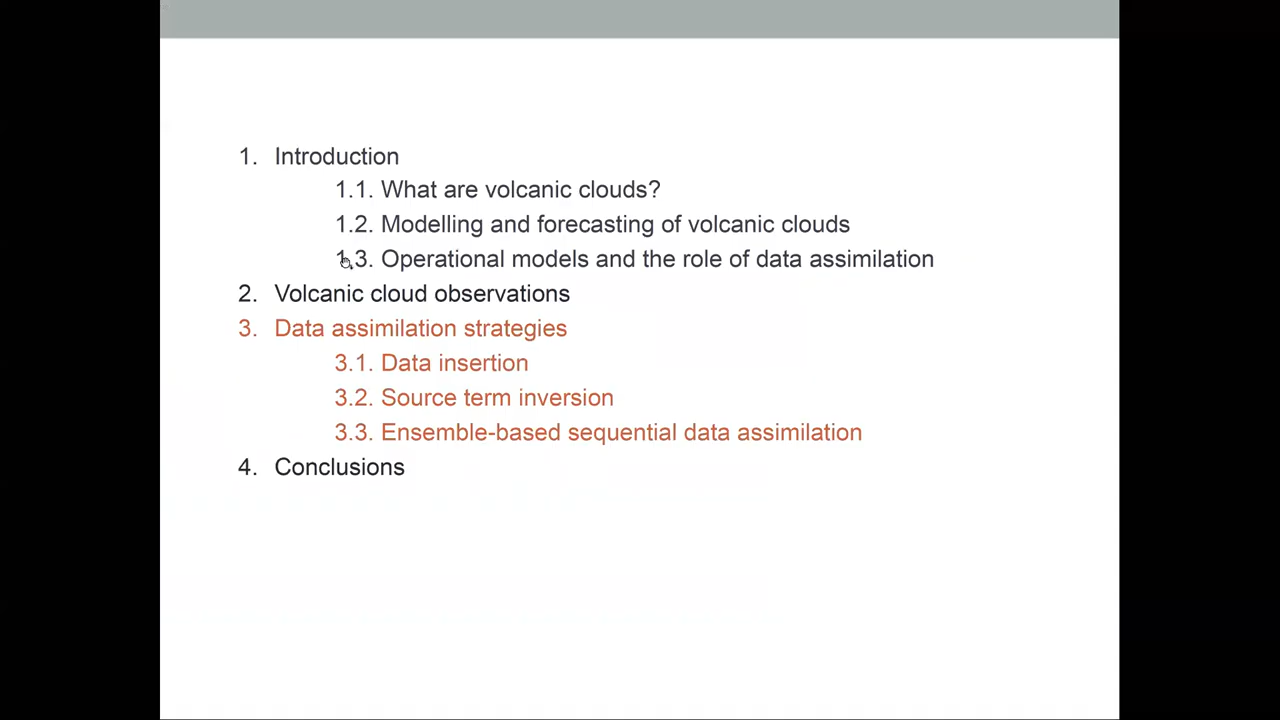 1. Introduction
1.1. What are volcanic clouds?
1.2. Modelling and forecasting of volcanic clouds
1.3. Operational models and the role of data assimilation
2. Volcanic cloud observations
3. Data assimilation strategies
3.1. Data insertion
3.2. Source term inversion
3.3. Ensemble-based sequential data assimilation
4. Conclusions